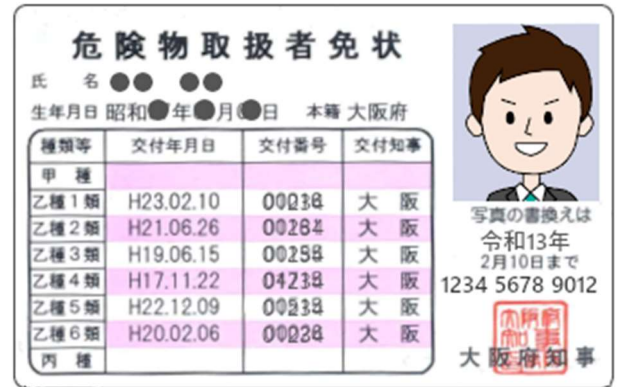 危険物取扱者免状
氏 名
生年月日 昭和 年 月 日 本籍 大阪府
種類等 交付年月日 交付番号 交付知事
甲 種
乙種1類 H23.02.10 大 阪
乙種2類 H21.06.26 大 阪
乙種3類 H19.06.15 大 阪
乙種4類 H17.11.22 大 阪
乙種5類 H22.12.09 大 阪
乙種6類 H20.02.06 大 阪
丙 種
写真の書換えは
令和13年
2月10日まで
1234 5678 9012
大阪府知事